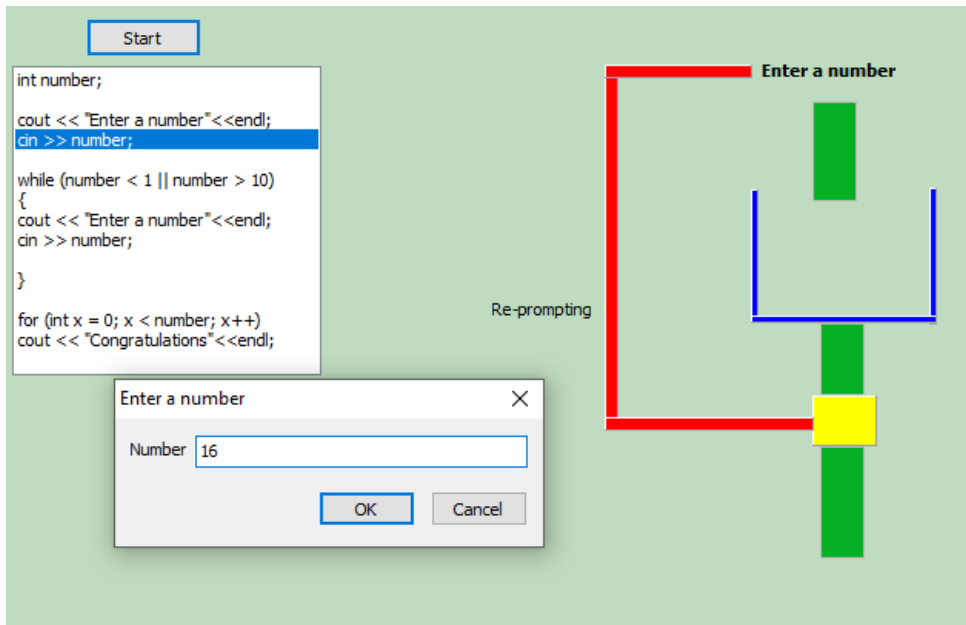 Start
int number;
cout << "Enter a number"<<endl;
cin >> number;
while (number < 1 || number > 10)
{
cout << "Enter a number"<<endl;
cin >> number;
}
for (int x = 0; x < number; x++)
cout << "Congratulations"<<endl;
Enter a number
Re-prompting
Enter a number
Number 16
OK Cancel